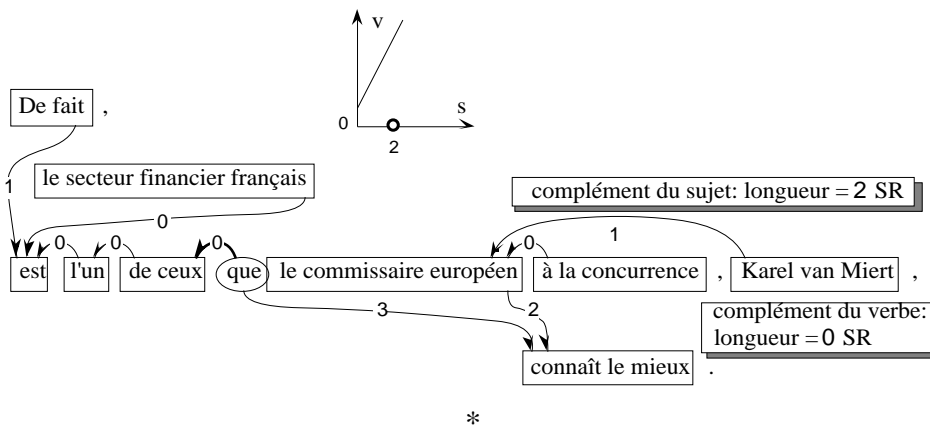 v
s
0
2
De fait ,
1
le secteur financier français
0
complément du sujet: longueur = 2 SR
1
0 0 0 0
est l'un de ceux que le commissaire européen à la concurrence , Karel van Miert ,
3 2
complément du verbe:
longueur = 0 SR
connaît le mieux .
*